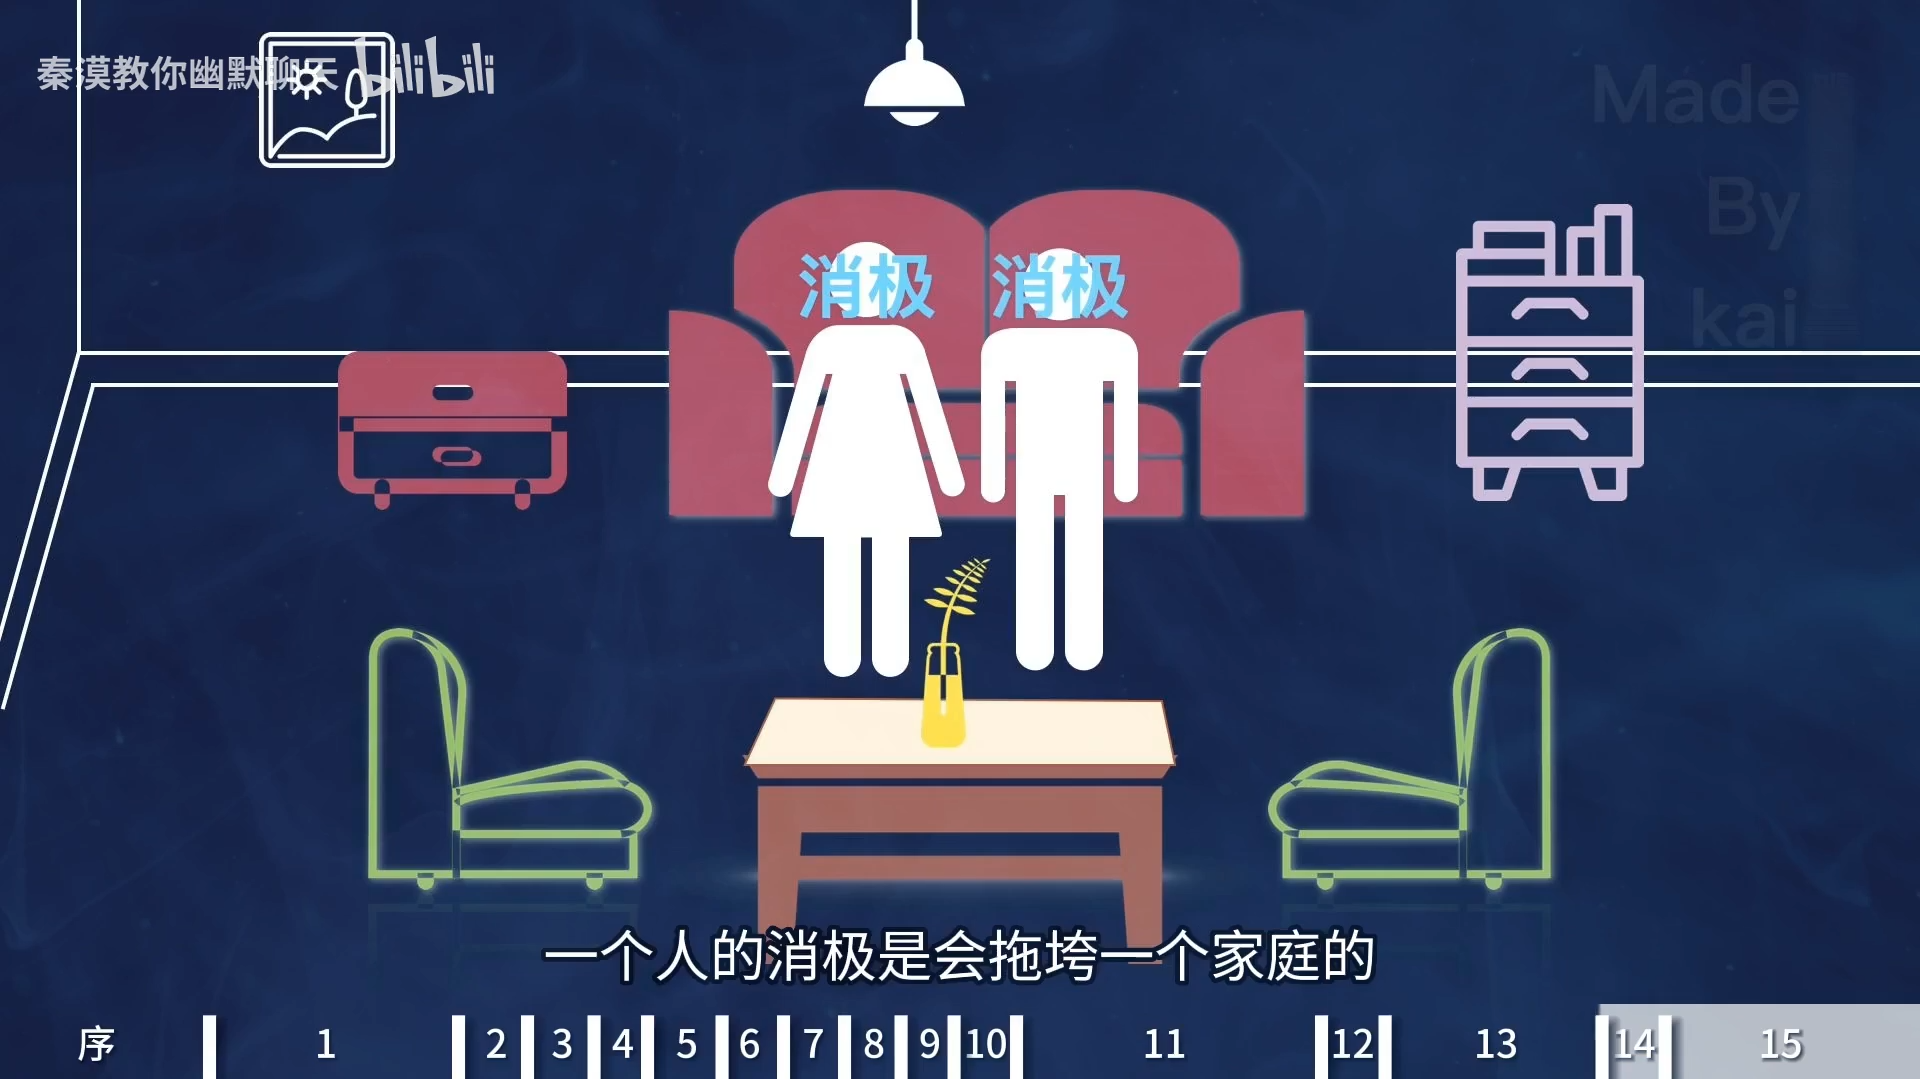 秦漠教你幽默聊天 bilibili
Made
By
kai
消极 消极
一个人的消极是会拖垮一个家庭的
序 1 2 3 4 5 6 7 8 9 10 11 12 13 14 15